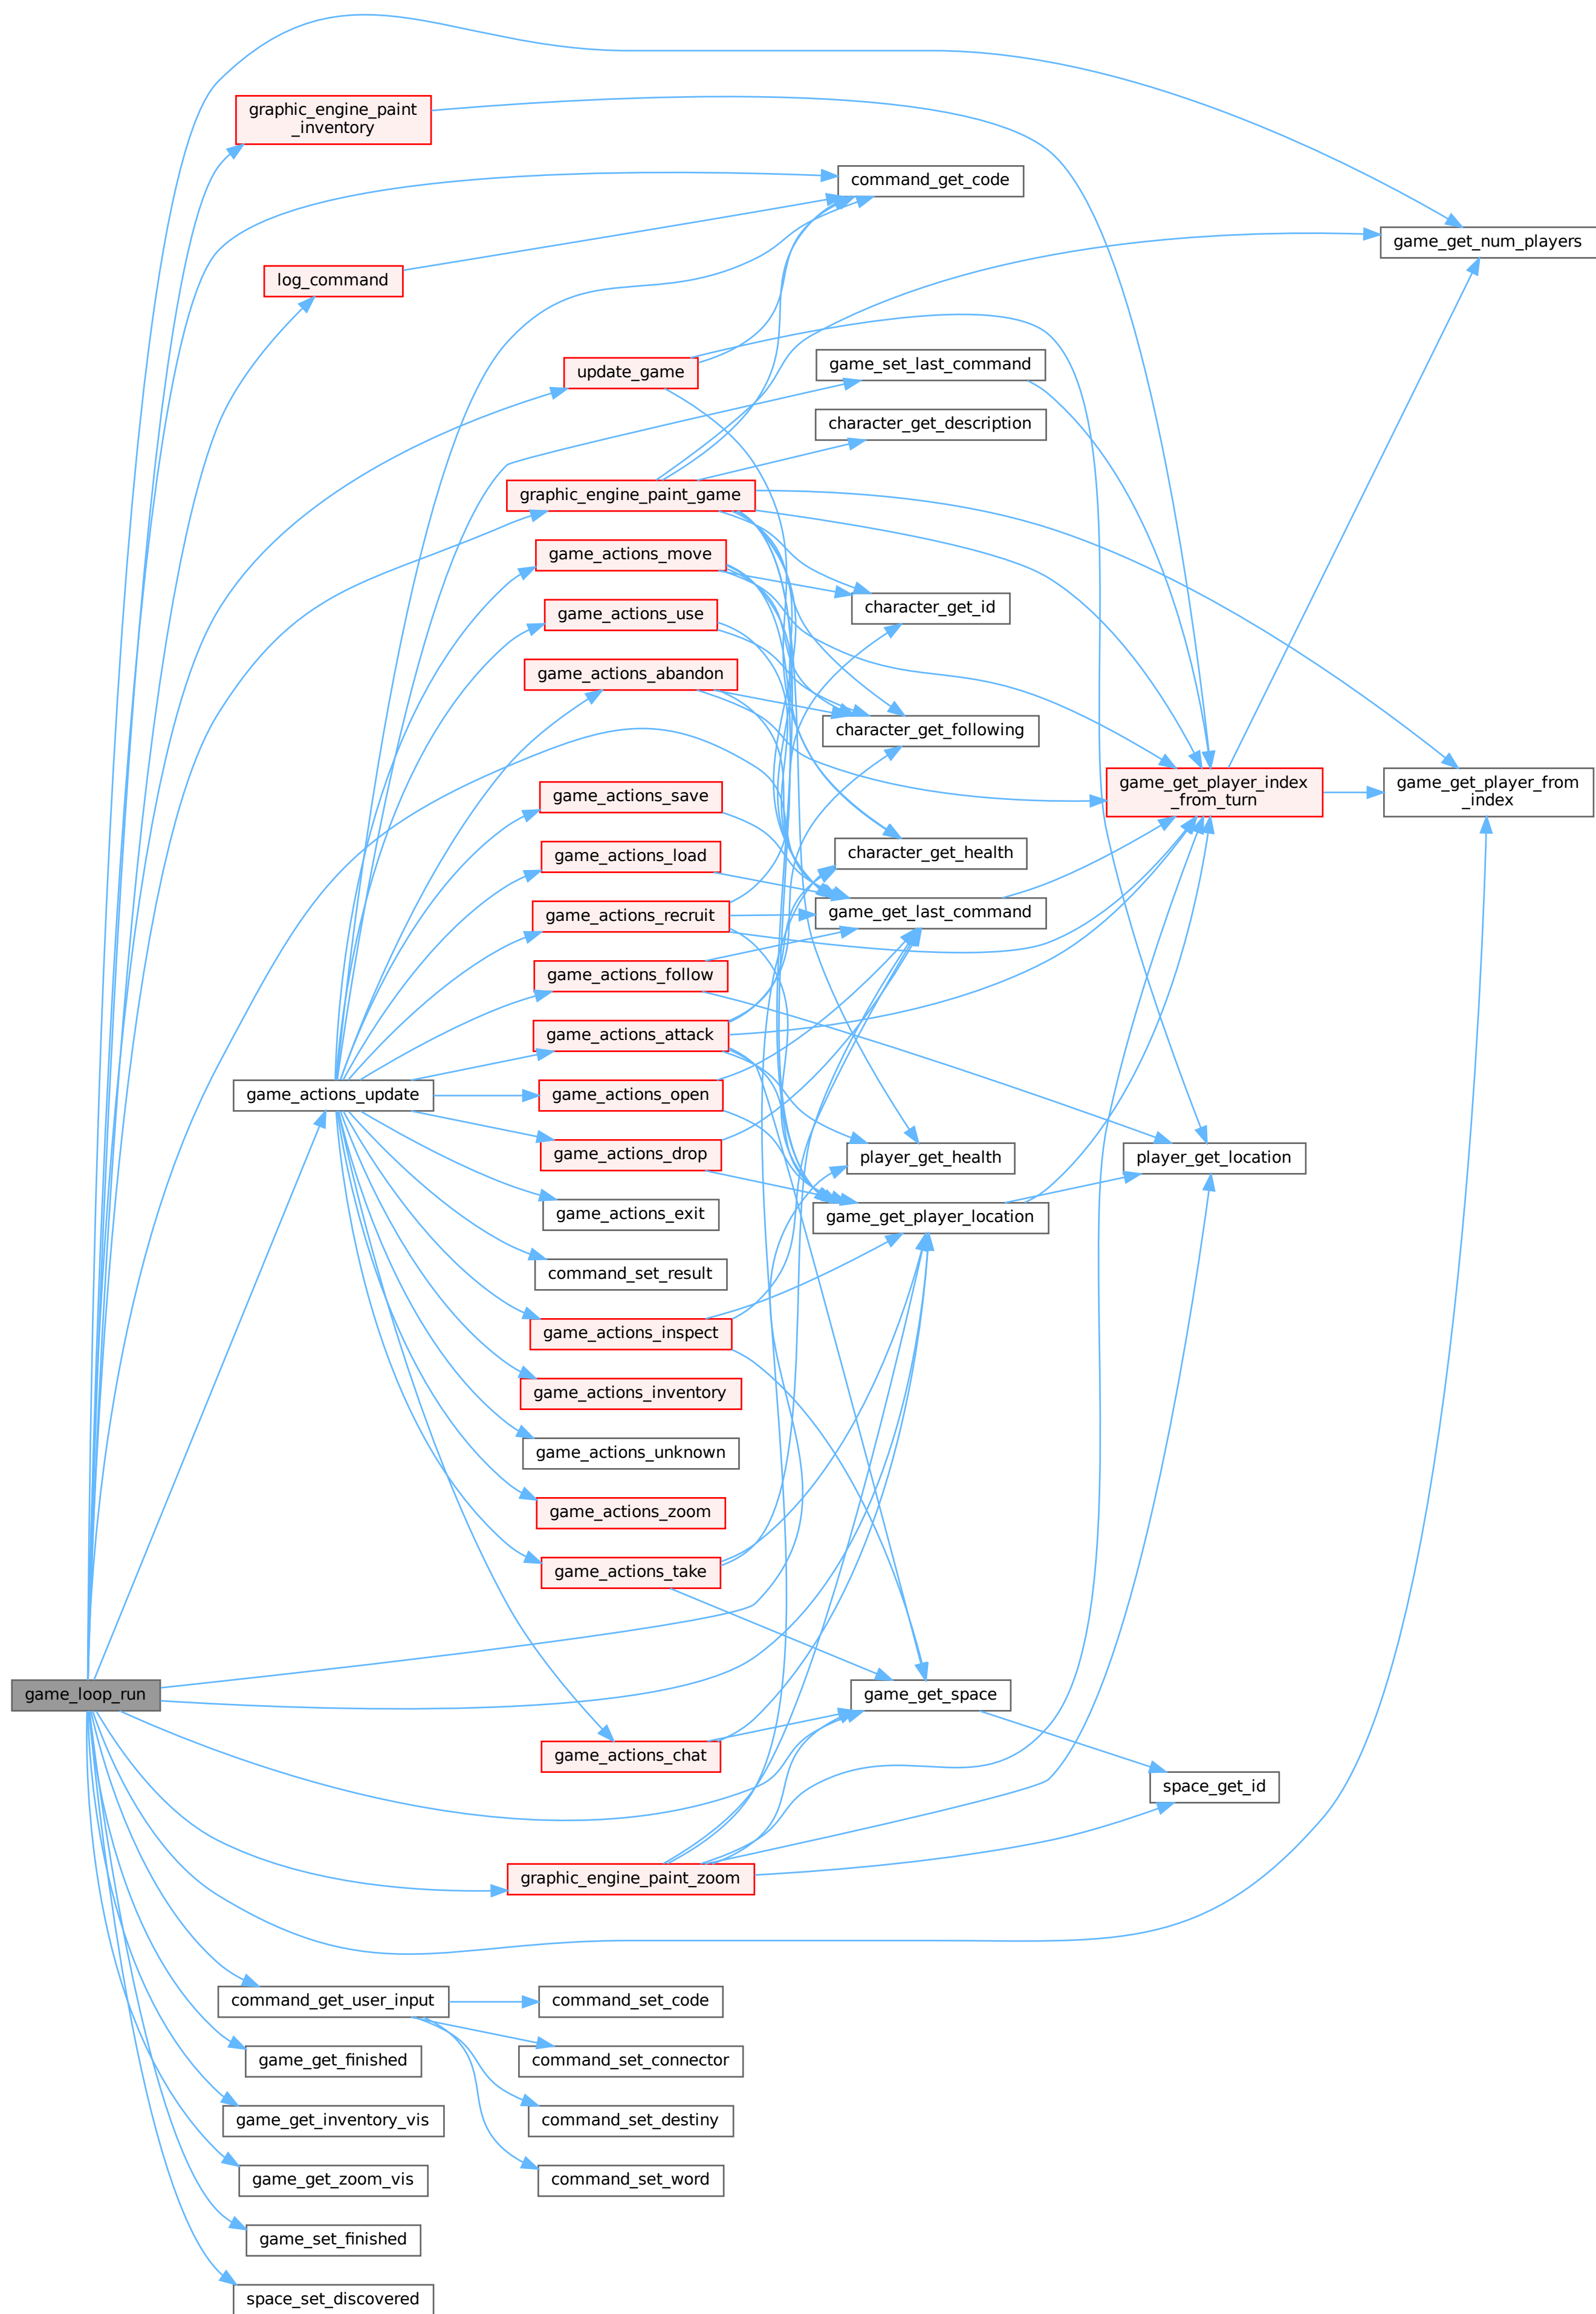 graphic_engine_paint
_inventory
command_get_code
game_get_num_players
log_command
update_game
game_set_last_command
character_get_description
graphic_engine_paint_game
game_actions_move
character_get_id
game_actions_use
game_actions_abandon
character_get_following
game_get_player_index
_from_turn
game_get_player_from
_index
game_actions_save
game_actions_load
character_get_health
game_actions_recruit
game_get_last_command
game_actions_follow
game_actions_attack
game_actions_update
game_actions_open
game_actions_drop
player_get_health
player_get_location
game_actions_exit
game_get_player_location
command_set_result
game_actions_inspect
game_actions_inventory
game_actions_unknown
game_actions_zoom
game_actions_take
game_loop_run
game_get_space
game_actions_chat
space_get_id
graphic_engine_paint_zoom
command_get_user_input
command_set_code
game_get_finished
command_set_connector
game_get_inventory_vis
command_set_destiny
game_get_zoom_vis
command_set_word
game_set_finished
space_set_discovered